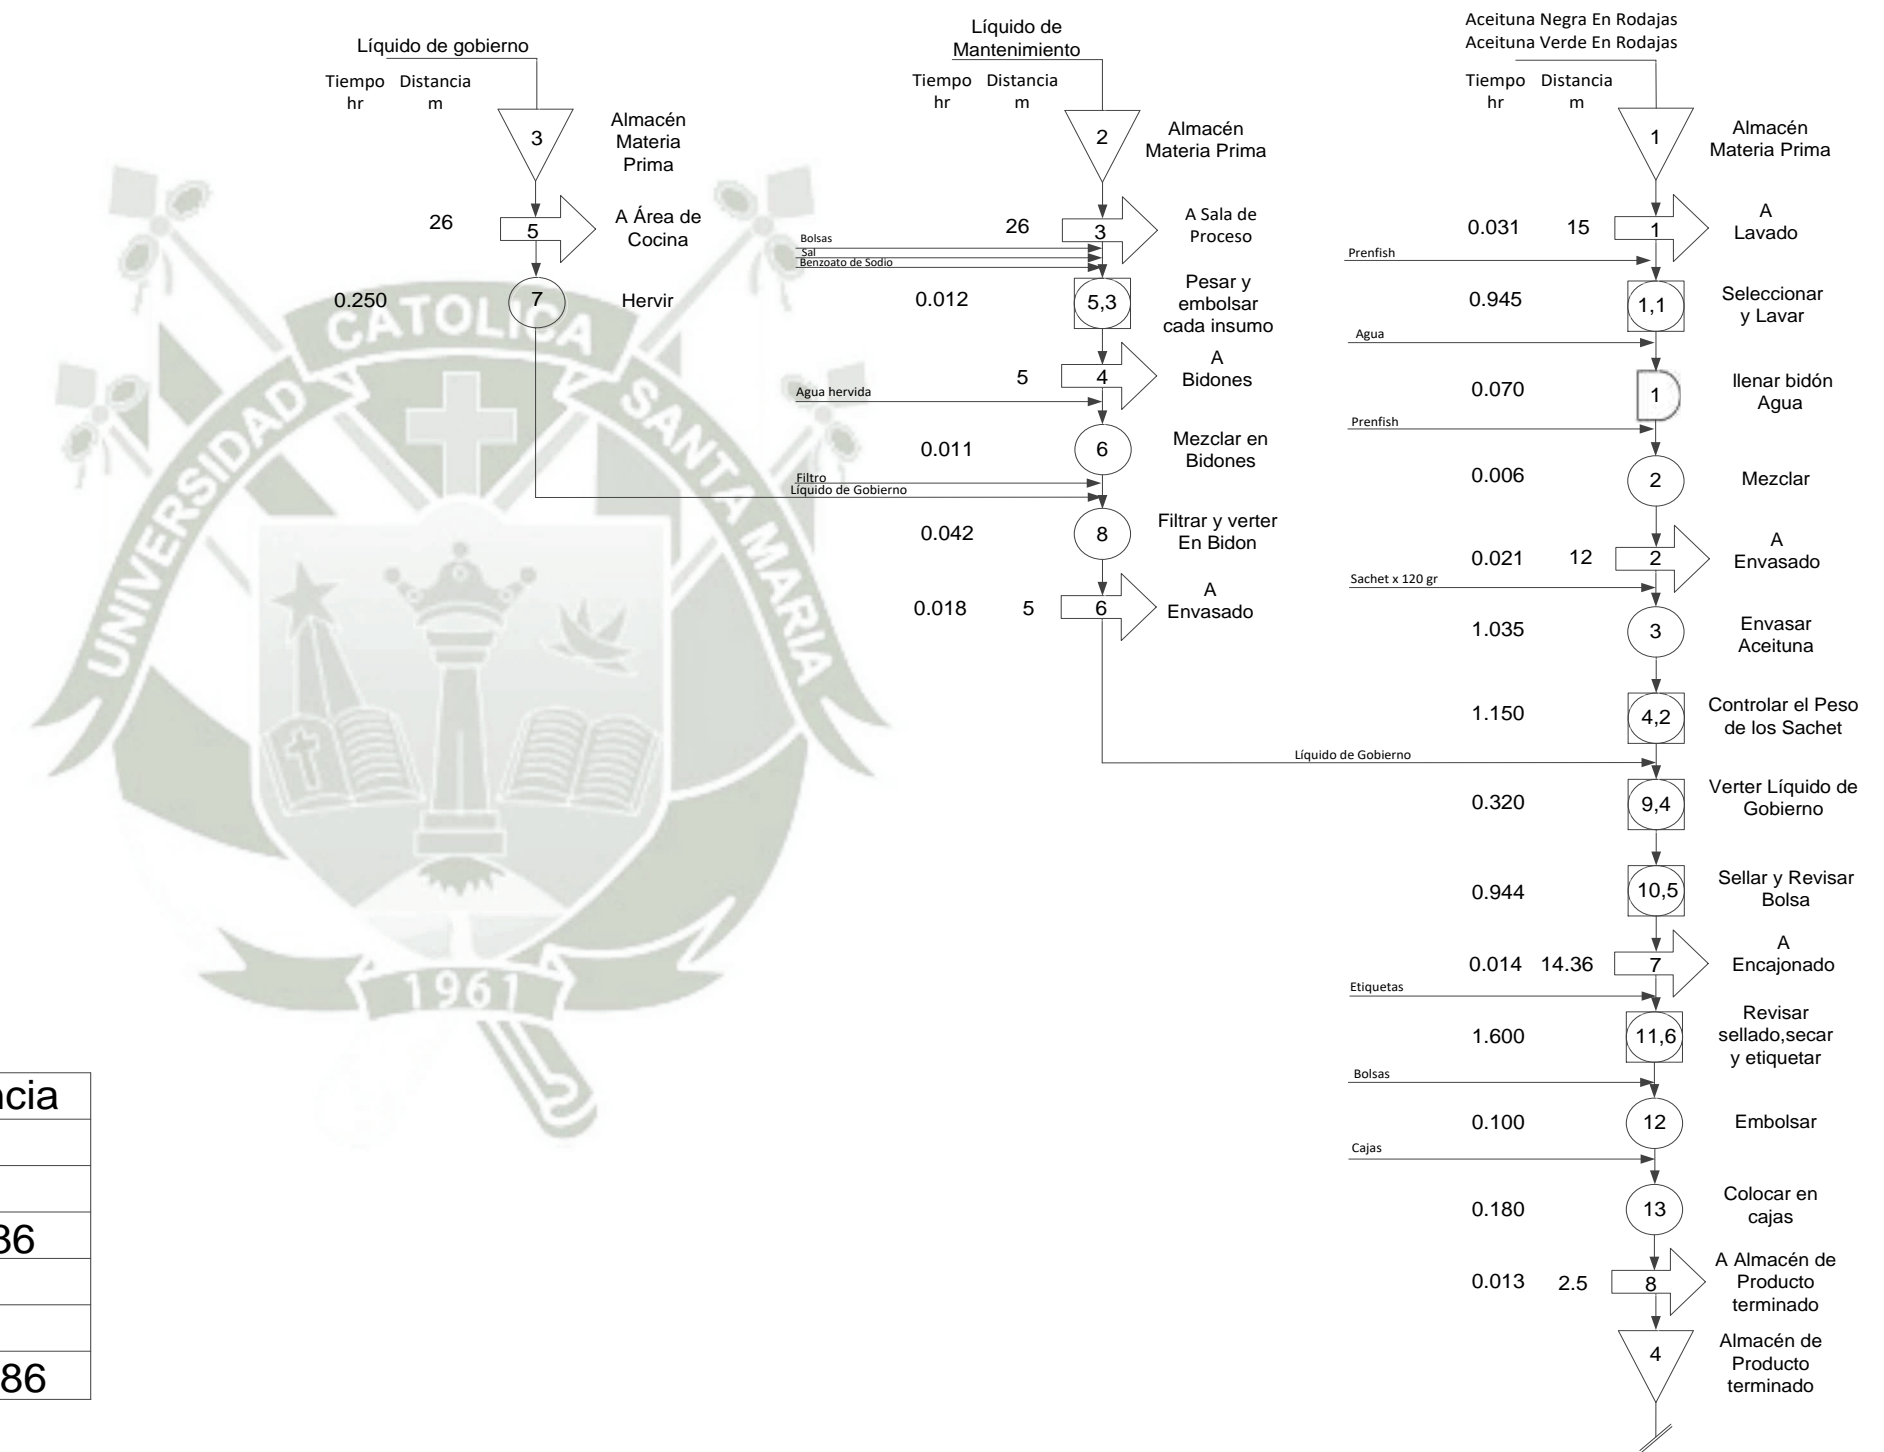 Líquido de gobierno
Tiempo Distancia
hr m
3
Almacén
Materia
Prima
26
5
A Área de
Cocina
0.250
7
Hervir
Líquido de
Mantenimiento
Tiempo Distancia
hr m
2
Almacén
Materia Prima
26
3
A Sala de
Proceso
Bolsas
Sal
Benzoato de Sodio
0.012
5,3
Pesar y
embolsar
cada insumo
5
4
A
Bidones
Agua hervida
0.011
6
Mezclar en
Bidones
Filtro
Líquido de Gobierno
0.042
8
Filtrar y verter
En Bidon
0.018
5
6
A
Envasado
Líquido de Gobierno
Aceituna Negra En Rodajas
Aceituna Verde En Rodajas
Tiempo Distancia
hr m
1
Almacén
Materia Prima
0.031
15
1
A
Lavado
Prenfish
0.945
1,1
Seleccionar
y Lavar
Agua
0.070
1
llenar bidón
Agua
Prenfish
0.006
2
Mezclar
0.021
12
2
A
Envasado
Sachet x 120 gr
1.035
3
Envasar
Aceituna
1.150
4,2
Controlar el Peso
de los Sachet
0.320
9,4
Verter Líquido de
Gobierno
0.944
10,5
Sellar y Revisar
Bolsa
0.014
14.36
7
A
Encajonado
Etiquetas
1.600
11,6
Revisar
sellado,secar
y etiquetar
Bolsas
0.100
12
Embolsar
Cajas
0.180
13
Colocar en
cajas
0.013
2.5
8
A Almacén de
Producto
terminado
4
Almacén de
Producto
terminado
UNIVERSIDAD
CATOLICA
SANTA MARIA
1961
ncia
86
86